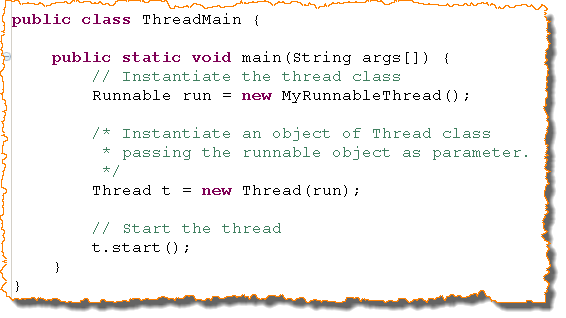 public class ThreadMain {
public static void main(String args[]) {
// Instantiate the thread class
Runnable run = new MyRunnableThread();
/* Instantiate an object of Thread class
* passing the runnable object as parameter.
*/
Thread t = new Thread(run);
// Start the thread
t.start();
}
}